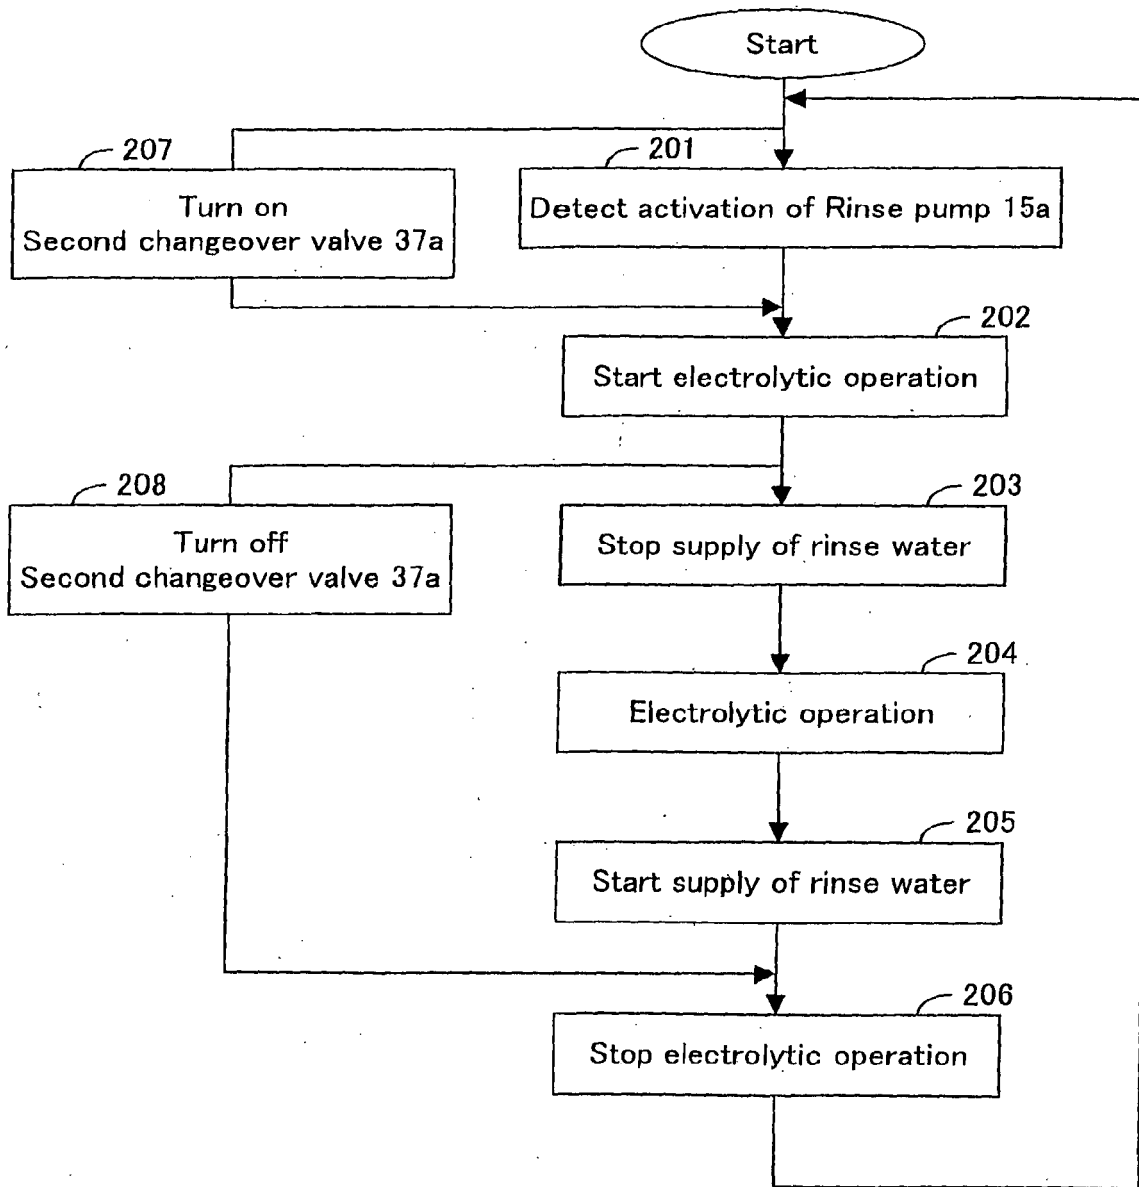 Start
207
Turn on
Second changeover valve 37a
201
Detect activation of Rinse pump 15a
202
Start electrolytic operation
208
Turn off
Second changeover valve 37a
203
Stop supply of rinse water
204
Electrolytic operation
205
Start supply of rinse water
206
Stop electrolytic operation